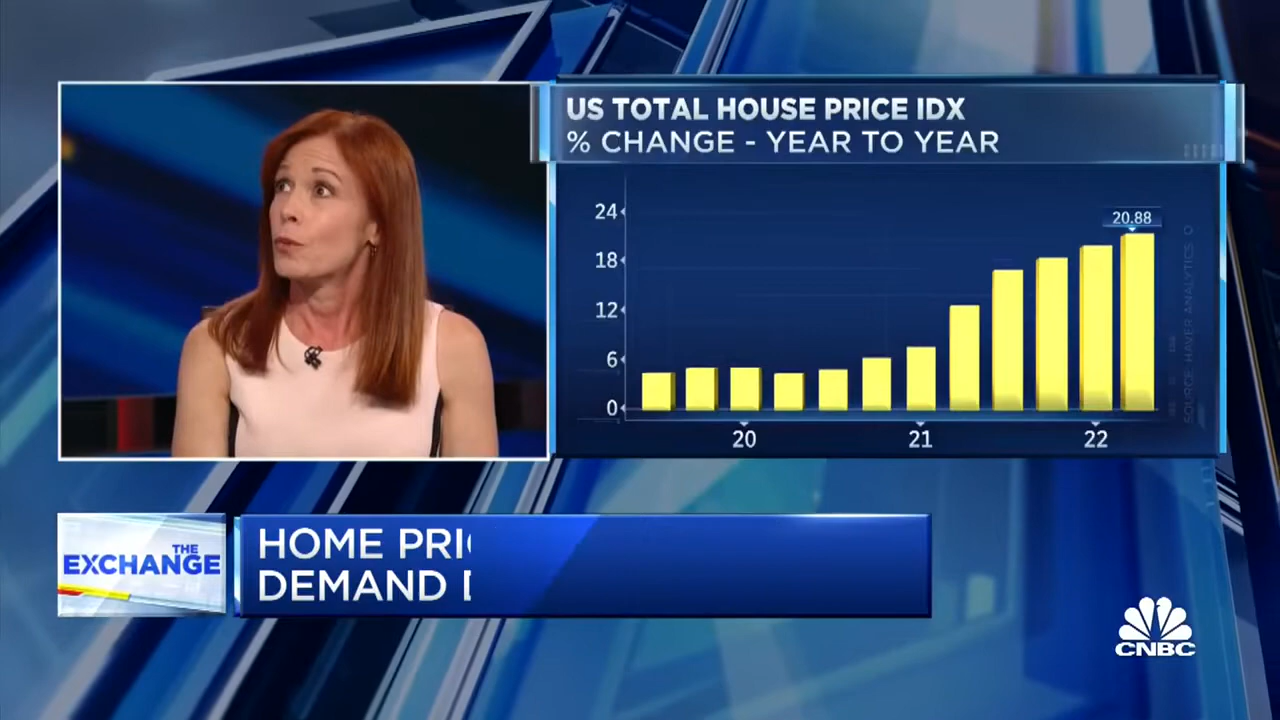 US TOTAL HOUSE PRICE IDX
% CHANGE - YEAR TO YEAR
24
20.88
18
12
6
0
20
21
22
SOURCE: HAVER ANALYTICS
THE
EXCHANGE
HOME PRI
DEMAND
CNBC